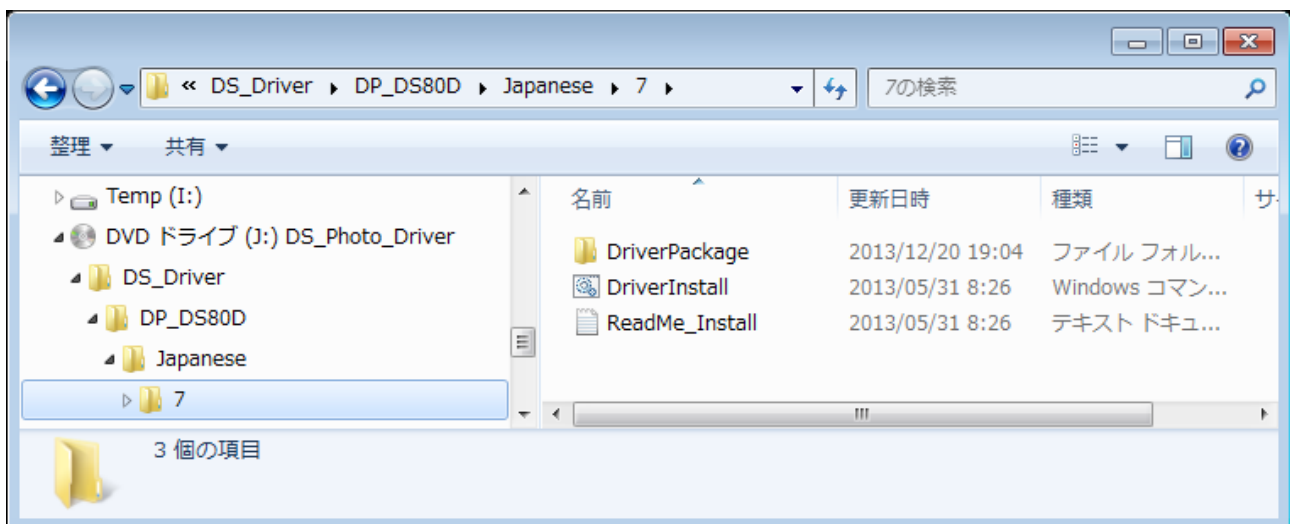 « DS_Driver ▸ DP_DS80D ▸ Japanese ▸ 7 ▸ 7の検索
整理 ▼ 共有 ▼
Temp (I:)
DVD ドライブ (J:) DS_Photo_Driver
DS_Driver
DP_DS80D
Japanese
7
名前 更新日時 種類 サ
DriverPackage 2013/12/20 19:04 ファイル フォル...
DriverInstall 2013/05/31 8:26 Windows コマン...
ReadMe_Install 2013/05/31 8:26 テキスト ドキュ...
3 個の項目